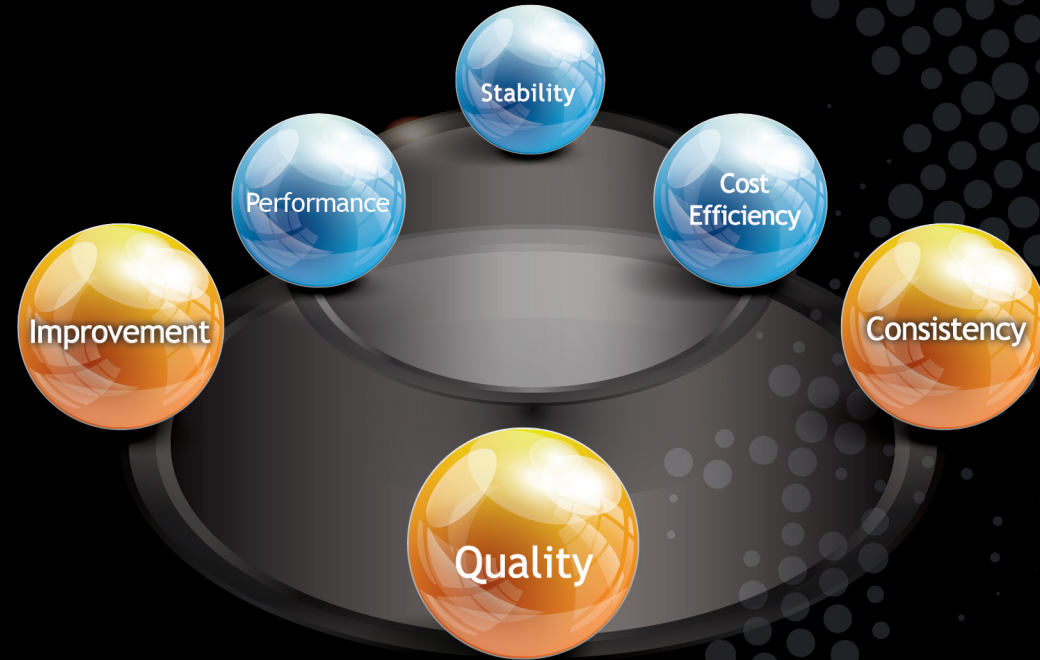 Stability
Performance
Cost
Efficiency
Improvement
Consistency
Quality